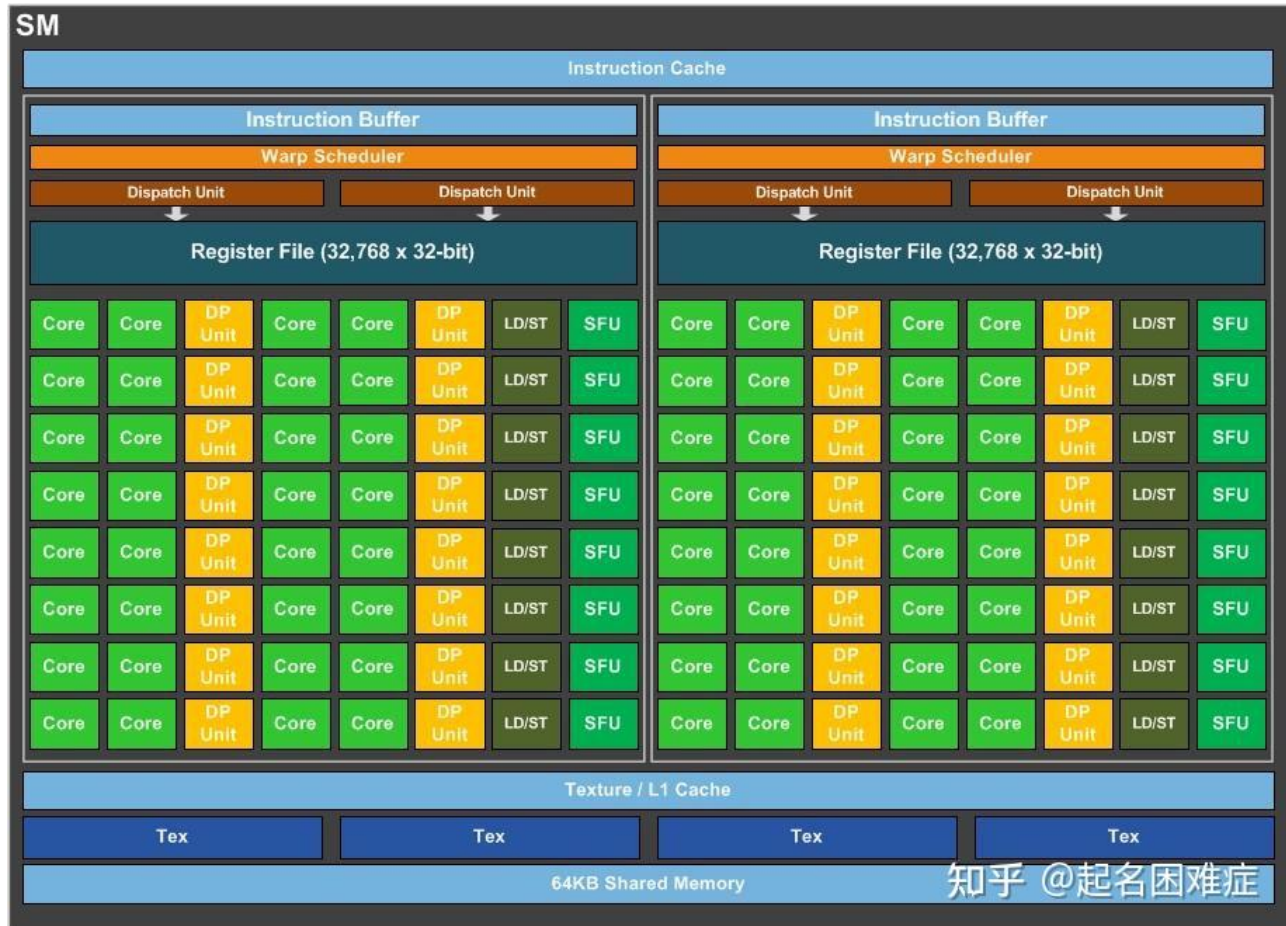 SM
Instruction Cache
Instruction Buffer Instruction Buffer
Warp Scheduler Warp Scheduler
Dispatch Unit Dispatch Unit Dispatch Unit Dispatch Unit
Register File (32,768 x 32-bit) Register File (32,768 x 32-bit)
Core Core DP Unit Core Core DP Unit LD/ST SFU Core Core DP Unit Core Core DP Unit LD/ST SFU
Core Core DP Unit Core Core DP Unit LD/ST SFU Core Core DP Unit Core Core DP Unit LD/ST SFU
Core Core DP Unit Core Core DP Unit LD/ST SFU Core Core DP Unit Core Core DP Unit LD/ST SFU
Core Core DP Unit Core Core DP Unit LD/ST SFU Core Core DP Unit Core Core DP Unit LD/ST SFU
Core Core DP Unit Core Core DP Unit LD/ST SFU Core Core DP Unit Core Core DP Unit LD/ST SFU
Core Core DP Unit Core Core DP Unit LD/ST SFU Core Core DP Unit Core Core DP Unit LD/ST SFU
Core Core DP Unit Core Core DP Unit LD/ST SFU Core Core DP Unit Core Core DP Unit LD/ST SFU
Core Core DP Unit Core Core DP Unit LD/ST SFU Core Core DP Unit Core Core DP Unit LD/ST SFU
Texture / L1 Cache
Tex Tex Tex Tex
64KB Shared Memory
知乎 @起名困难症